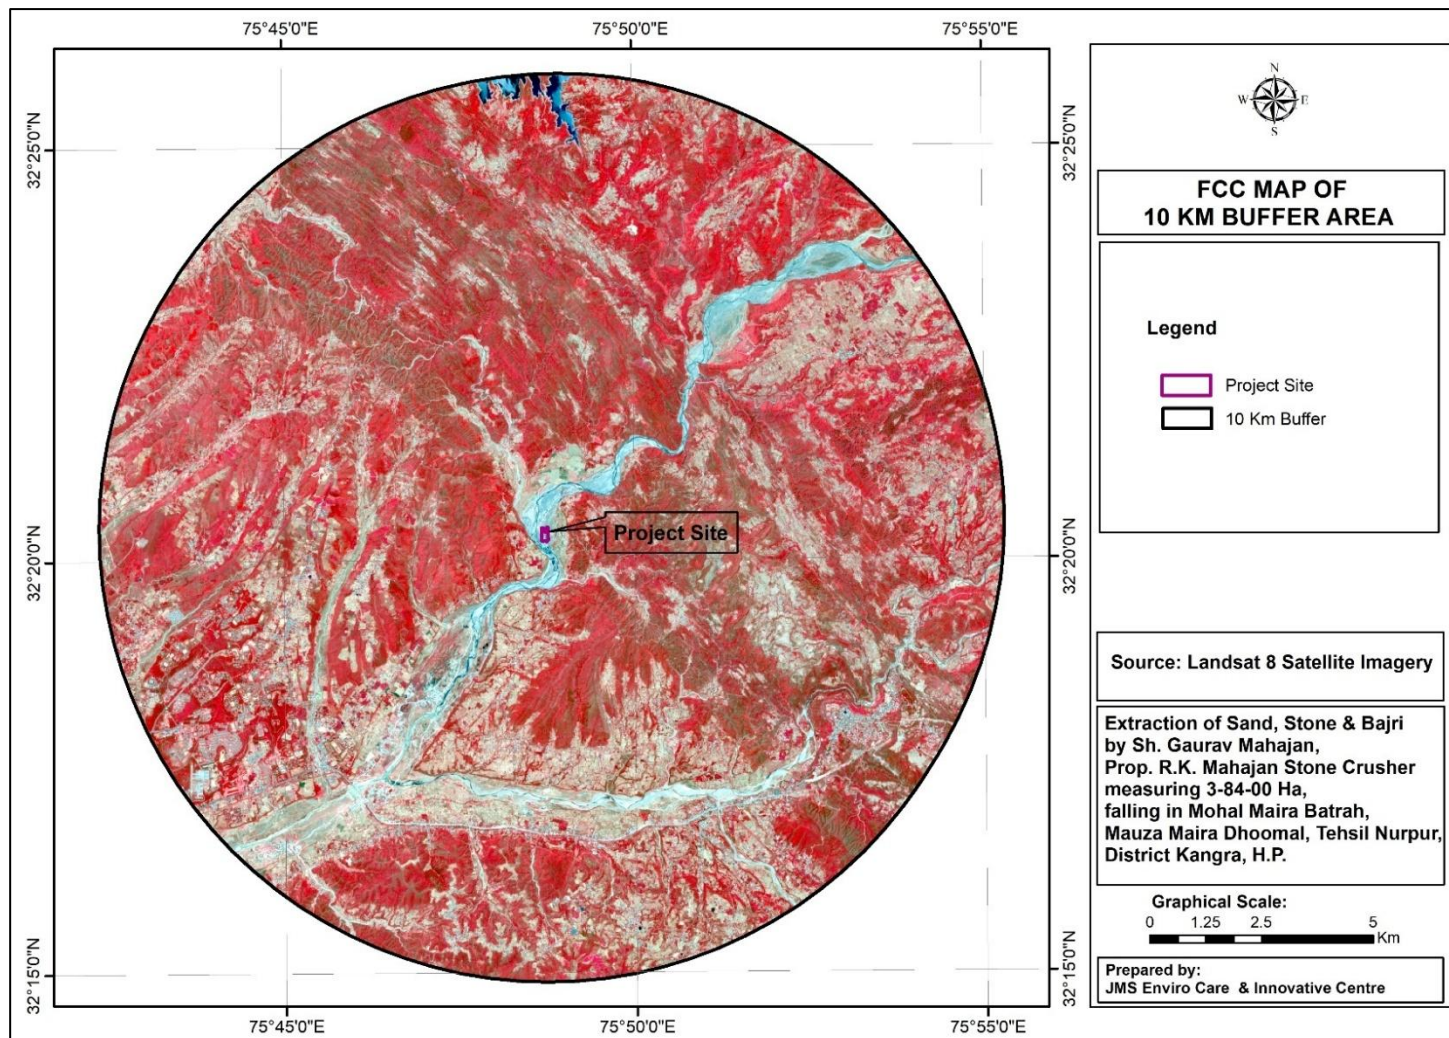 75°45'0"E
75°50'0"E
75°55'0"E
32°25'0"N
32°25'0"N
32°20'0"N
32°20'0"N
32°15'0"N
32°15'0"N
75°45'0"E
75°50'0"E
75°55'0"E
Project Site
N
W E
S
FCC MAP OF
10 KM BUFFER AREA
Legend
Project Site
10 Km Buffer
Source: Landsat 8 Satellite Imagery
Extraction of Sand, Stone & Bajri
by Sh. Gaurav Mahajan,
Prop. R.K. Mahajan Stone Crusher
measuring 3-84-00 Ha,
falling in Mohal Maira Batrah,
Mauza Maira Dhoomal, Tehsil Nurpur,
District Kangra, H.P.
Graphical Scale:
0 1.25 2.5 5
Km
Prepared by:
JMS Enviro Care & Innovative Centre